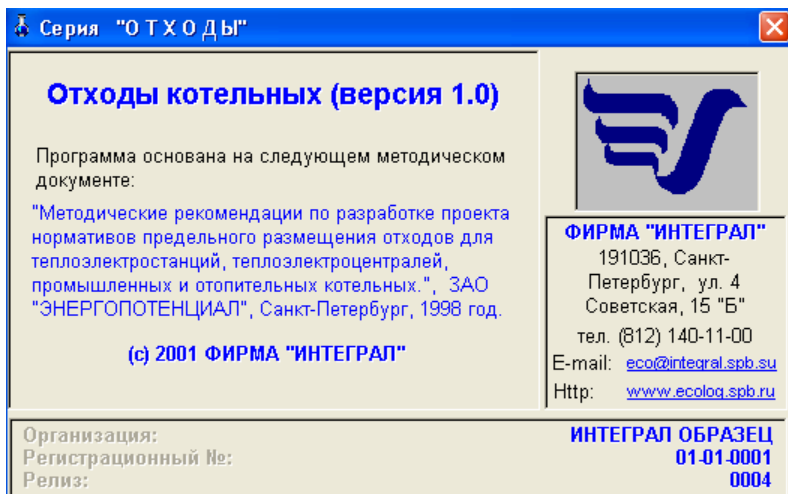 Серия "О Т Х О Д Ы"
Отходы котельных (версия 1.0)
Программа основана на следующем методическом
документе:
"Методические рекомендации по разработке проекта
нормативов предельного размещения отходов для
теплоэлектростанций, теплоэлектроцентралей,
промышленных и отопительных котельных.", ЗАО
"ЭНЕРГОПОТЕНЦИАЛ", Санкт-Петербург, 1998 год.
(с) 2001 ФИРМА "ИНТЕГРАЛ"
ФИРМА "ИНТЕГРАЛ"
191036, Санкт-
Петербург, ул. 4
Советская, 15 "Б"
тел. (812) 140-11-00
E-mail: eco@integral.spb.su
Http: www.ecolog.spb.ru
Организация: ИНТЕГРАЛ ОБРАЗЕЦ
Регистрационный №: 01-01-0001
Релиз: 0004